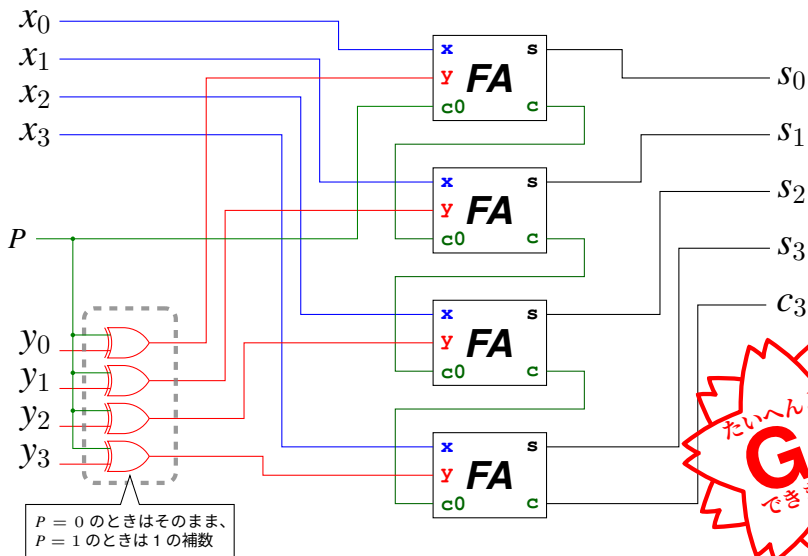 x0
x1
x2
x3
P
y0
y1
y2
y3
x s
y FA
c0 c
x s
y FA
c0 c
x s
y FA
c0 c
x s
y FA
c0 c
s0
s1
s2
s3
c3
P = 0 のときはそのまま、
P = 1 のときは 1 の補数
たいへん
G
でき